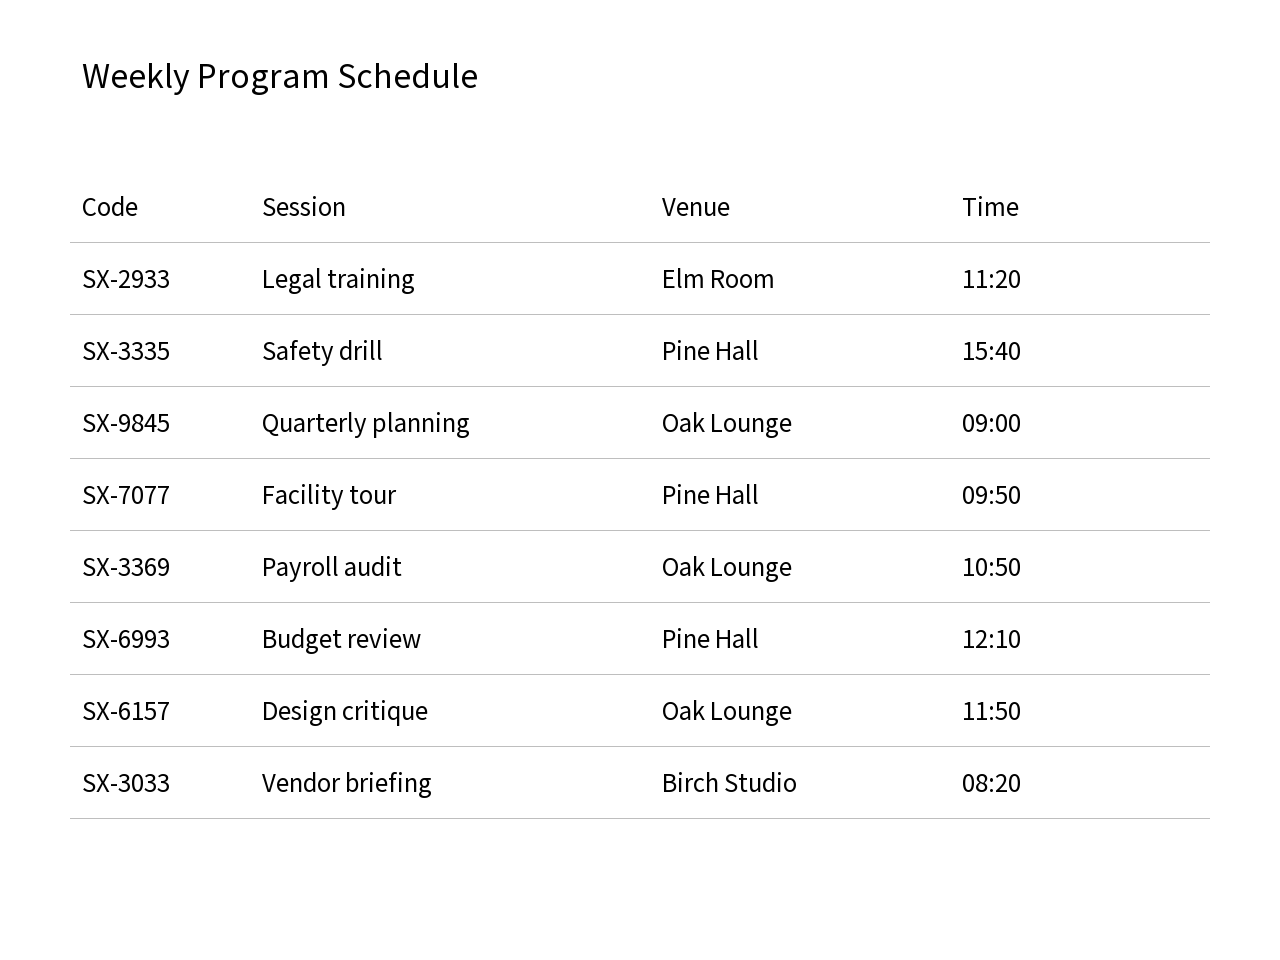 Weekly Program Schedule
Code Session Venue Time
SX-2933 Legal training Elm Room 11:20
SX-3335 Safety drill Pine Hall 15:40
SX-9845 Quarterly planning Oak Lounge 09:00
SX-7077 Facility tour Pine Hall 09:50
SX-3369 Payroll audit Oak Lounge 10:50
SX-6993 Budget review Pine Hall 12:10
SX-6157 Design critique Oak Lounge 11:50
SX-3033 Vendor briefing Birch Studio 08:20